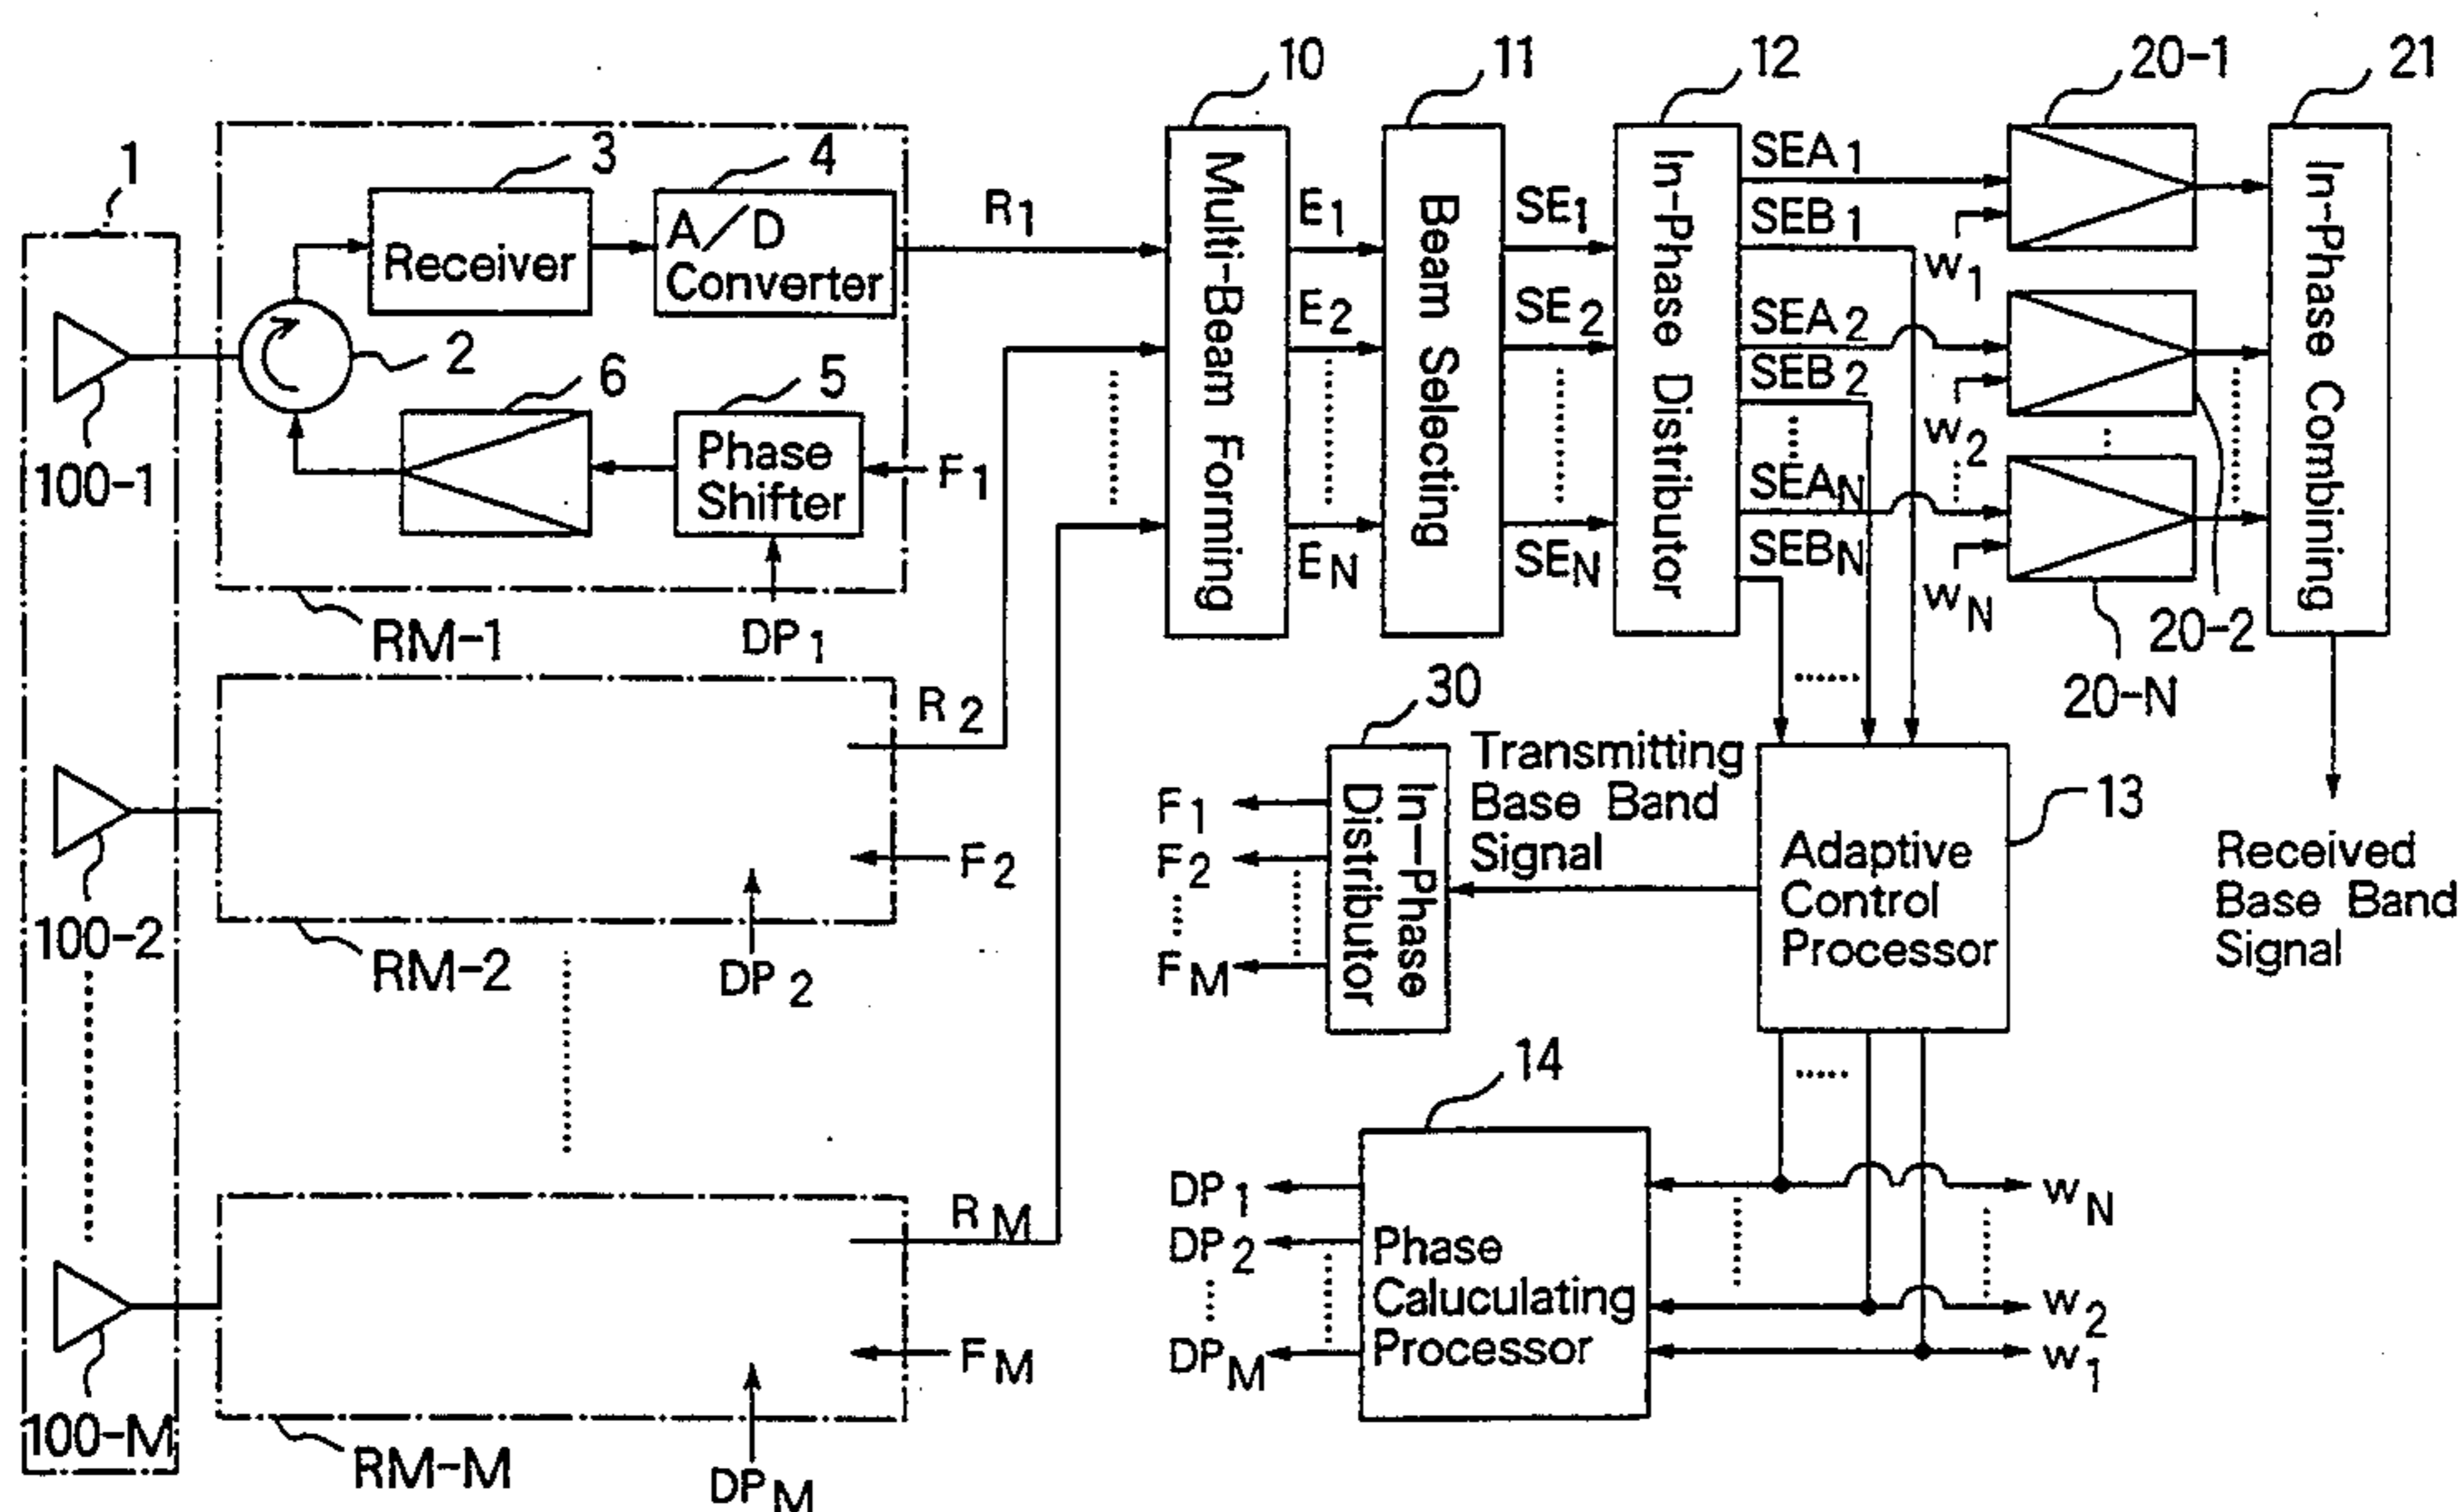 1
100-1
100-2
100-M
3
Receiver
4
A/D
Converter
2
6
5
Phase
Shifter
F1
DP1
RM-1
R1
R2
F2
DP2
RM-2
RM
FM
DPM
RM-M
10
Multi-Beam Forming
E1
E2
EN
11
Beam Selecting
SE1
SE2
SEN
12
In-Phase Distributor
SEA1
SEB1
SEA2
SEB2
SEAN
SEBN
20-1
w1
w2
wN
20-2
20-N
21
In-Phase Combining
Received
Base Band
Signal
30
In-Phase
Distributor
F1
F2
FM
Transmitting
Base Band
Signal
13
Adaptive
Control
Processor
14
Phase
Caluculating
Processor
DP1
DP2
DPM
wN
w2
w1